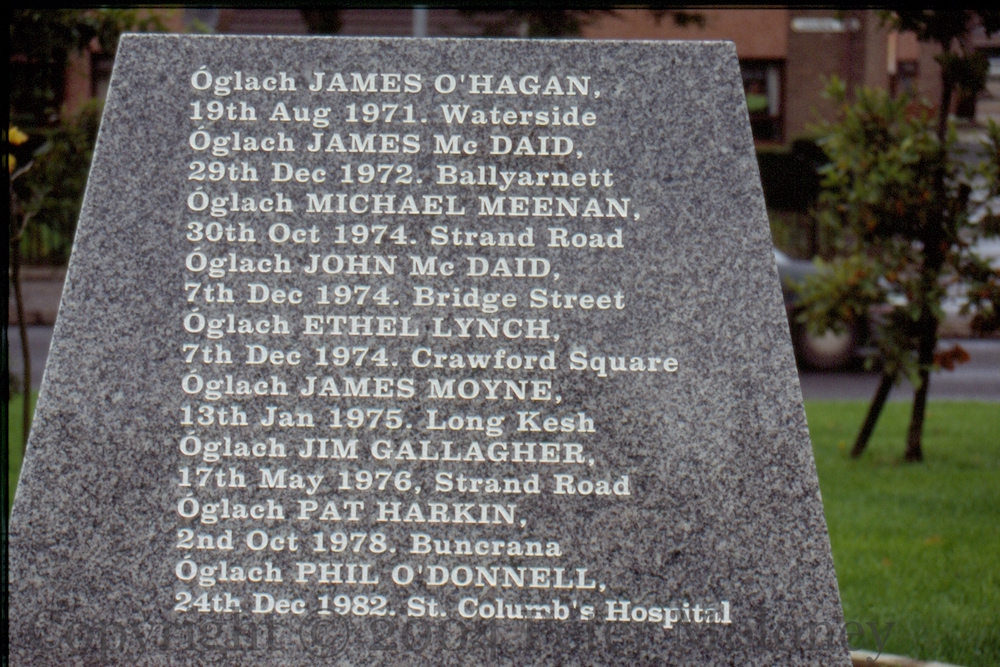 Óglach JAMES O'HAGAN,
19th Aug 1971. Waterside
Óglach JAMES Mc DAID,
29th Dec 1972. Ballyarnett
Óglach MICHAEL MEENAN,
30th Oct 1974. Strand Road
Óglach JOHN Mc DAID,
7th Dec 1974. Bridge Street
Óglach ETHEL LYNCH,
7th Dec 1974. Crawford Square
Óglach JAMES MOYNE,
13th Jan 1975. Long Kesh
Óglach JIM GALLAGHER,
17th May 1976, Strand Road
Óglach PAT HARKIN,
2nd Oct 1978. Buncrana
Óglach PHIL O'DONNELL,
24th Dec 1982. St. Columb's Hospital
Copyright ©